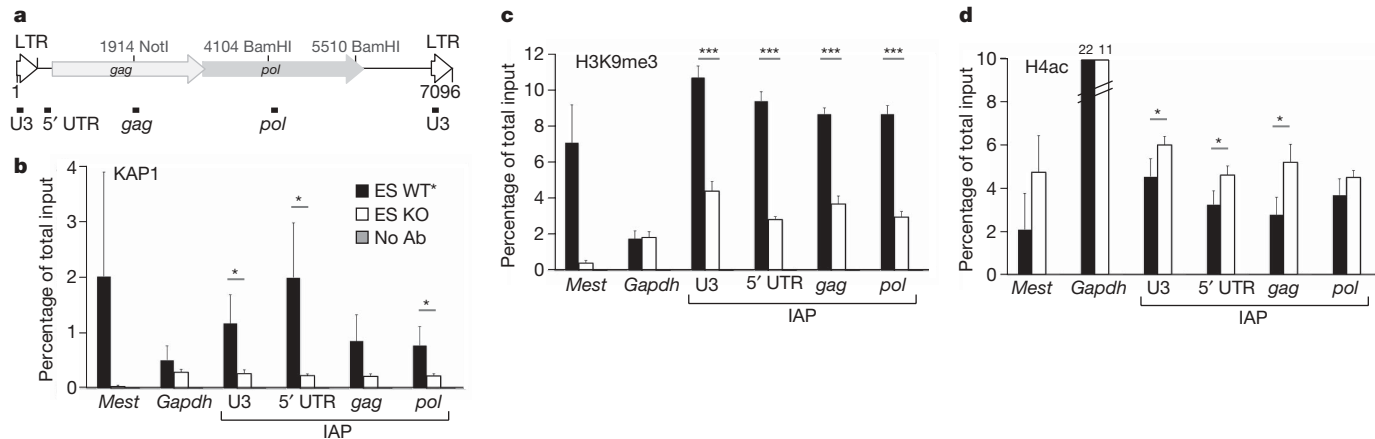 a
LTR
1914 NotI
4104 BamHI
5510 BamHI
LTR
gag
pol
1
7096
U3
5′ UTR
gag
pol
U3
b
KAP1
Percentage of total input
4
3
2
1
0
ES WT*
ES KO
No Ab
*
*
*
Mest
Gapdh
U3
5′ UTR
gag
pol
IAP
c
H3K9me3
Percentage of total input
12
10
8
6
4
2
0
***
***
***
***
Mest
Gapdh
U3
5′ UTR
gag
pol
IAP
d
H4ac
22 11
Percentage of total input
10
8
6
4
2
0
*
*
*
Mest
Gapdh
U3
5′ UTR
gag
pol
IAP